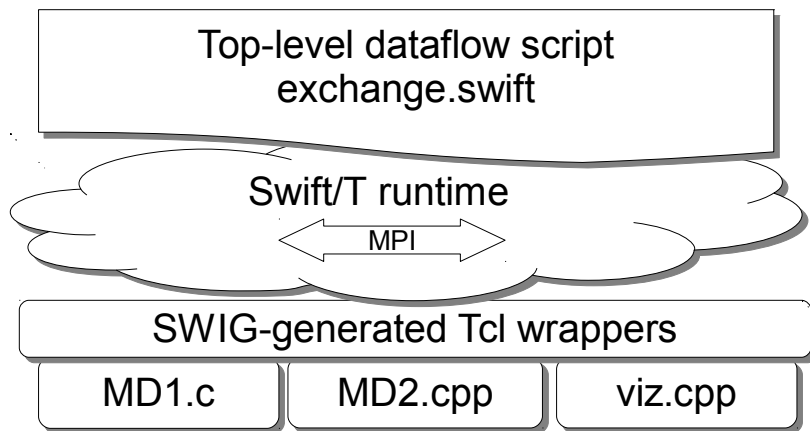 Top-level dataflow script
exchange.swift
Swift/T runtime
MPI
SWIG-generated Tcl wrappers
MD1.c
MD2.cpp
viz.cpp